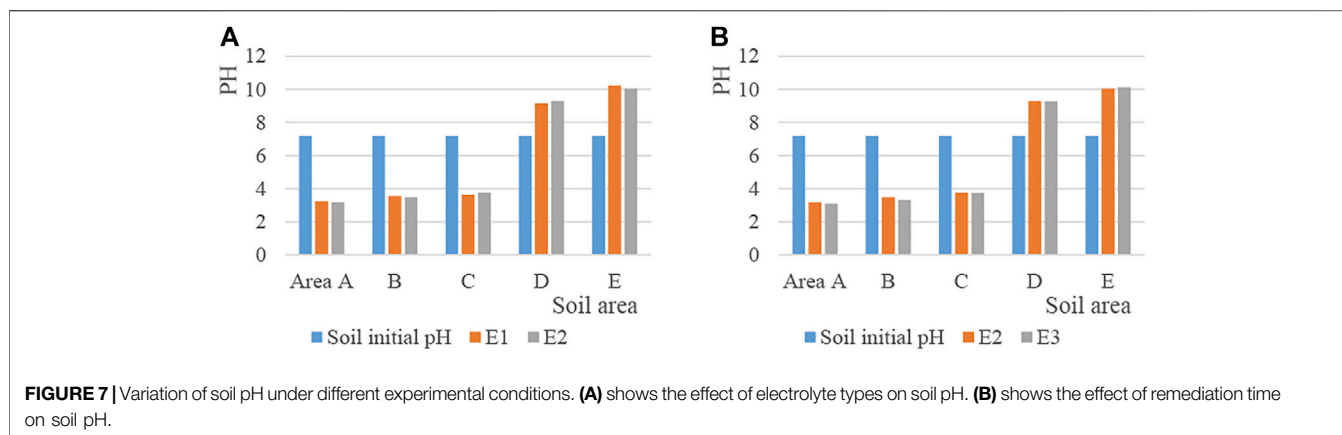 A
PH
12
10
8
6
4
2
0
Area A B C D E
Soil area
Soil initial pH E1 E2
B
PH
12
10
8
6
4
2
0
Area A B C D E
Soil area
Soil initial pH E2 E3
FIGURE 7 | Variation of soil pH under different experimental conditions. (A) shows the effect of electrolyte types on soil pH. (B) shows the effect of remediation time
on soil pH.